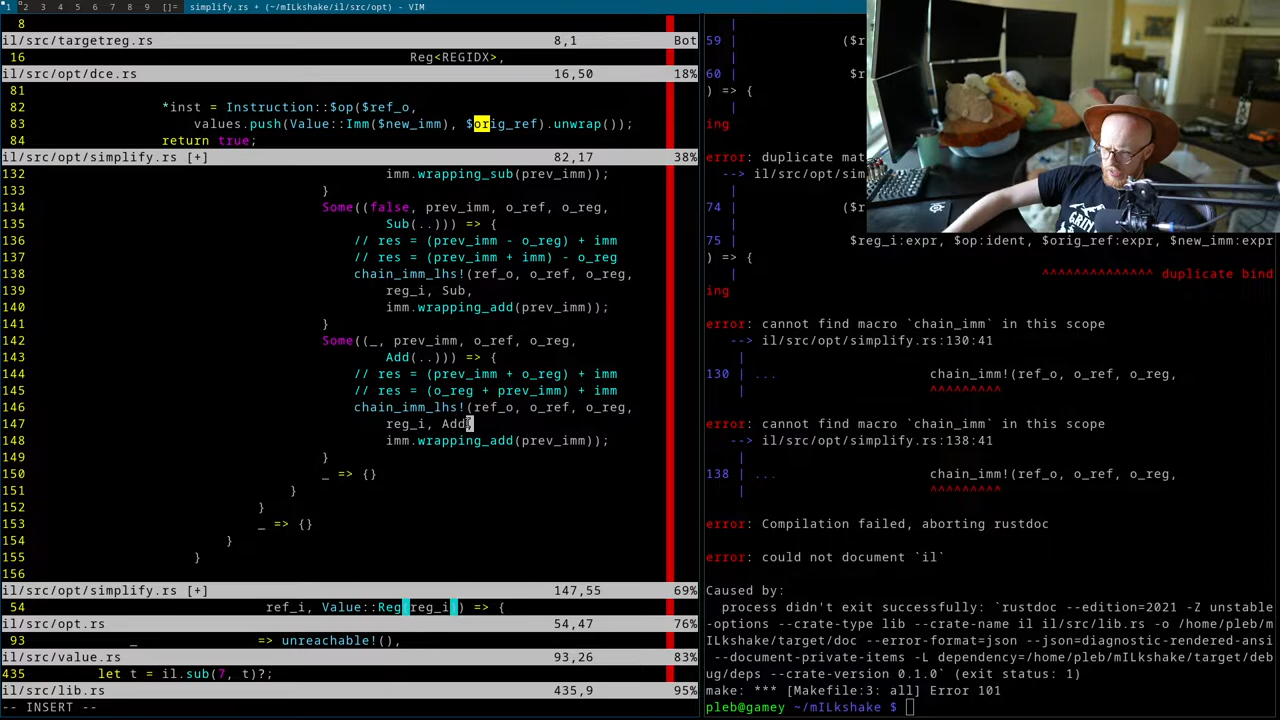 1 2 3 4 5 6 7 8 9 []= simplify.rs + (~/mILkshake/il/src/opt) - VIM
8
il/src/targetreg.rs 8,1 Bot
16 Reg<REGIDX>,
il/src/opt/dce.rs 16,50 18%
81
82 *inst = Instruction::$op($ref_o,
83 values.push(Value::Imm($new_imm), $orig_ref).unwrap());
84 return true;
il/src/opt/simplify.rs [+] 82,17 38%
132 imm.wrapping_sub(prev_imm));
133 }
134 Some((false, prev_imm, o_ref, o_reg,
135 Sub(..))) => {
136 // res = (prev_imm - o_reg) + imm
137 // res = (prev_imm + imm) - o_reg
138 chain_imm_lhs!(ref_o, o_ref, o_reg,
139 reg_i, Sub,
140 imm.wrapping_add(prev_imm));
141 }
142 Some((_, prev_imm, o_ref, o_reg,
143 Add(..))) => {
144 // res = (prev_imm + o_reg) + imm
145 // res = (o_reg + prev_imm) + imm
146 chain_imm_lhs!(ref_o, o_ref, o_reg,
147 reg_i, Add
148 imm.wrapping_add(prev_imm));
149 }
150 _ => {}
151 }
152 }
153 _ => {}
154 }
155 }
156
il/src/opt/simplify.rs [+] 147,55 69%
54 ref_i, Value::Reg(reg_i)) => {
il/src/opt.rs 54,47 76%
93 _ => unreachable!(),
il/src/value.rs 93,26 83%
435 let t = il.sub(7, t)?;
il/src/lib.rs 435,9 95%
-- INSERT --
|
59 | ($r
|
60 | $r
) => {
|
ing
error: duplicate mat
--> il/src/opt/sim
|
74 | ($r
|
75 | $reg_i:expr, $op:ident, $orig_ref:expr, $new_imm:expr
) => {
| ^^^^^^^^^^^^^^ duplicate bind
ing
error: cannot find macro `chain_imm` in this scope
--> il/src/opt/simplify.rs:130:41
|
130 | ... chain_imm!(ref_o, o_ref, o_reg,
| ^^^^^^^^^
error: cannot find macro `chain_imm` in this scope
--> il/src/opt/simplify.rs:138:41
|
138 | ... chain_imm!(ref_o, o_ref, o_reg,
| ^^^^^^^^^
error: Compilation failed, aborting rustdoc
error: could not document `il`
Caused by:
process didn't exit successfully: `rustdoc --edition=2021 -Z unstable
-options --crate-type lib --crate-name il il/src/lib.rs -o /home/pleb/m
ILkshake/target/doc --error-format=json --json=diagnostic-rendered-ansi
--document-private-items -L dependency=/home/pleb/mILkshake/target/deb
ug/deps --crate-version 0.1.0` (exit status: 1)
make: *** [Makefile:3: all] Error 101
pleb@gamey ~/mILkshake $